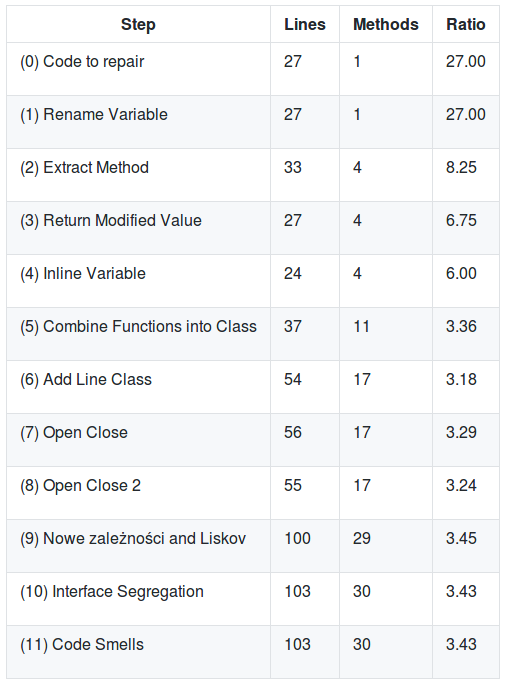 Step Lines Methods Ratio
(0) Code to repair 27 1 27.00
(1) Rename Variable 27 1 27.00
(2) Extract Method 33 4 8.25
(3) Return Modified Value 27 4 6.75
(4) Inline Variable 24 4 6.00
(5) Combine Functions into Class 37 11 3.36
(6) Add Line Class 54 17 3.18
(7) Open Close 56 17 3.29
(8) Open Close 2 55 17 3.24
(9) Nowe zależności and Liskov 100 29 3.45
(10) Interface Segregation 103 30 3.43
(11) Code Smells 103 30 3.43